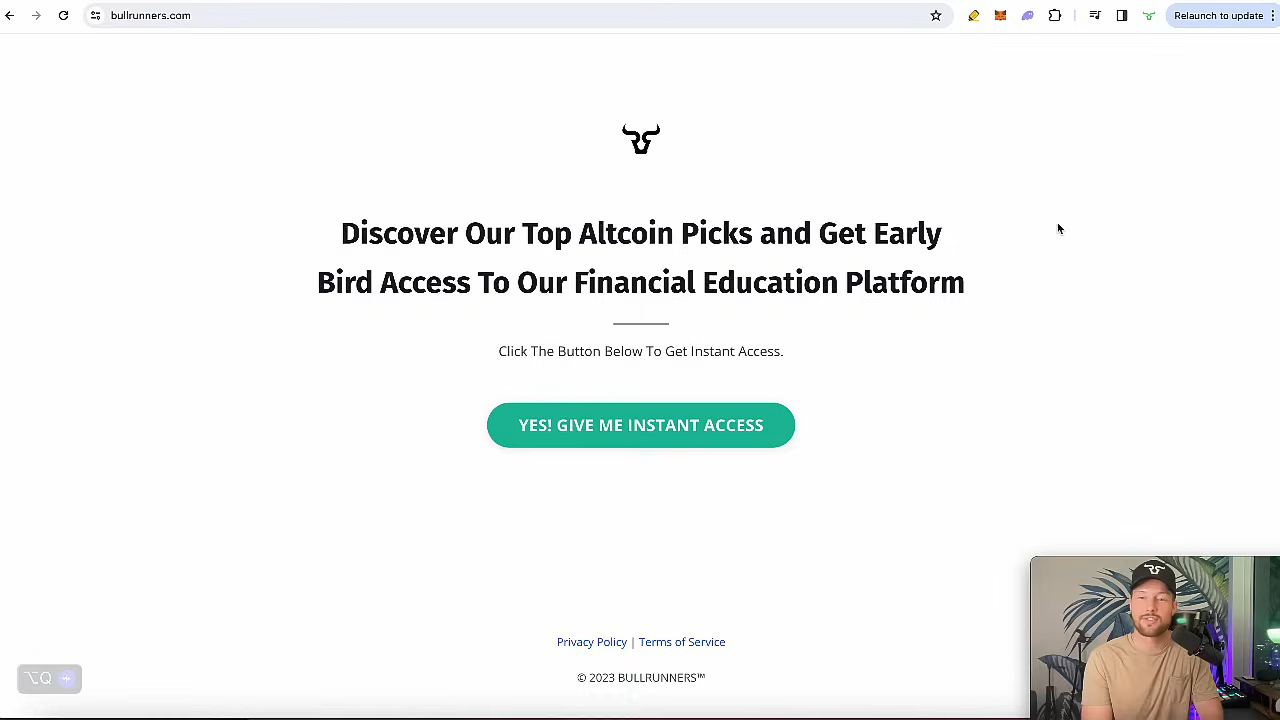 bullrunners.com
Relaunch to update
Discover Our Top Altcoin Picks and Get Early
Bird Access To Our Financial Education Platform
Click The Button Below To Get Instant Access.
YES! GIVE ME INSTANT ACCESS
Privacy Policy | Terms of Service
© 2023 BULLRUNNERS™
⌥Q